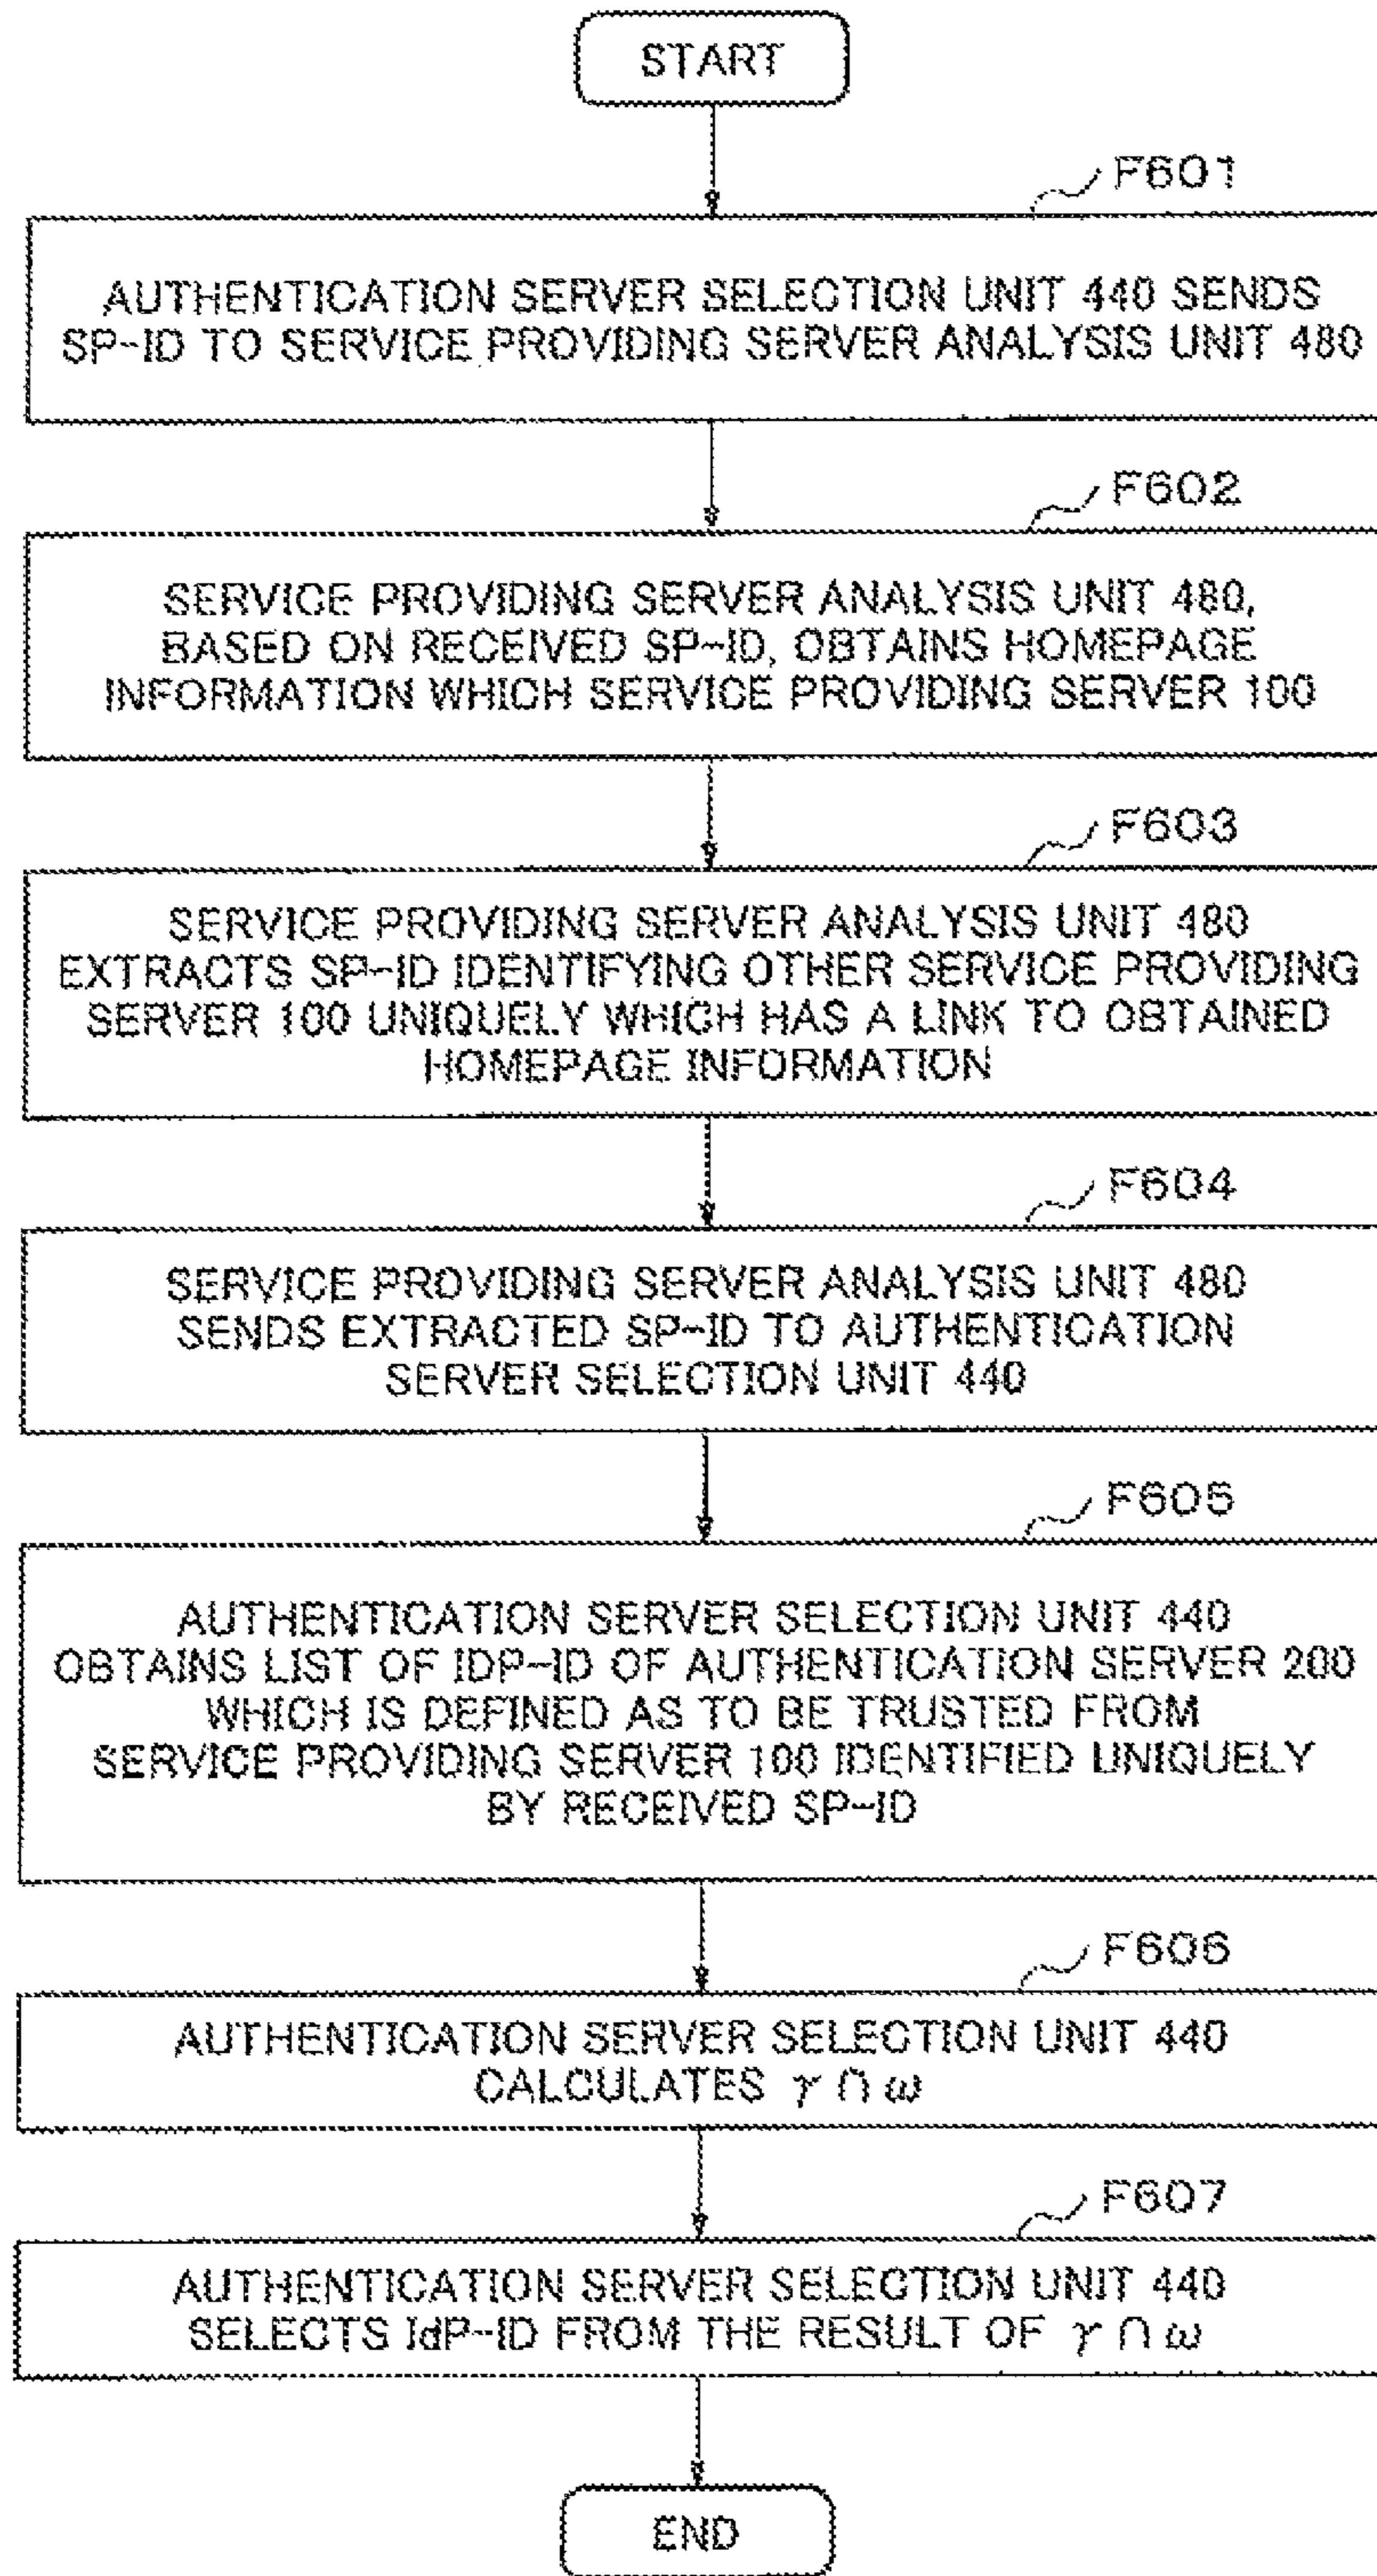 START
F601
AUTHENTICATION SERVER SELECTION UNIT 440 SENDS
SP-ID TO SERVICE PROVIDING SERVER ANALYSIS UNIT 480
F602
SERVICE PROVIDING SERVER ANALYSIS UNIT 480,
BASED ON RECEIVED SP-ID, OBTAINS HOMEPAGE
INFORMATION WHICH SERVICE PROVIDING SERVER 100
F603
SERVICE PROVIDING SERVER ANALYSIS UNIT 480
EXTRACTS SP-ID IDENTIFYING OTHER SERVICE PROVIDING
SERVER 100 UNIQUELY WHICH HAS A LINK TO OBTAINED
HOMEPAGE INFORMATION
F604
SERVICE PROVIDING SERVER ANALYSIS UNIT 480
SENDS EXTRACTED SP-ID TO AUTHENTICATION
SERVER SELECTION UNIT 440
F605
AUTHENTICATION SERVER SELECTION UNIT 440
OBTAINS LIST OF IDP-ID OF AUTHENTICATION SERVER 200
WHICH IS DEFINED AS TO BE TRUSTED FROM
SERVICE PROVIDING SERVER 100 IDENTIFIED UNIQUELY
BY RECEIVED SP-ID
F606
AUTHENTICATION SERVER SELECTION UNIT 440
CALCULATES γ ∩ ω
F607
AUTHENTICATION SERVER SELECTION UNIT 440
SELECTS IdP-ID FROM THE RESULT OF γ ∩ ω
END